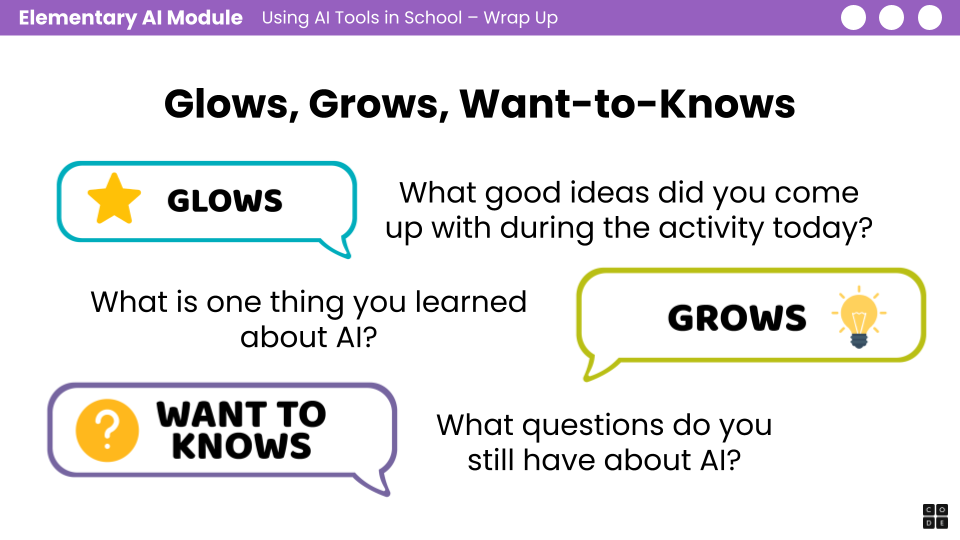 Elementary AI Module Using AI Tools in School – Wrap Up
Glows, Grows, Want-to-Knows
GLOWS
What good ideas did you come
up with during the activity today?
What is one thing you learned
about AI?
GROWS
?
WANT TO
KNOWS
What questions do you
still have about AI?
C O
D E